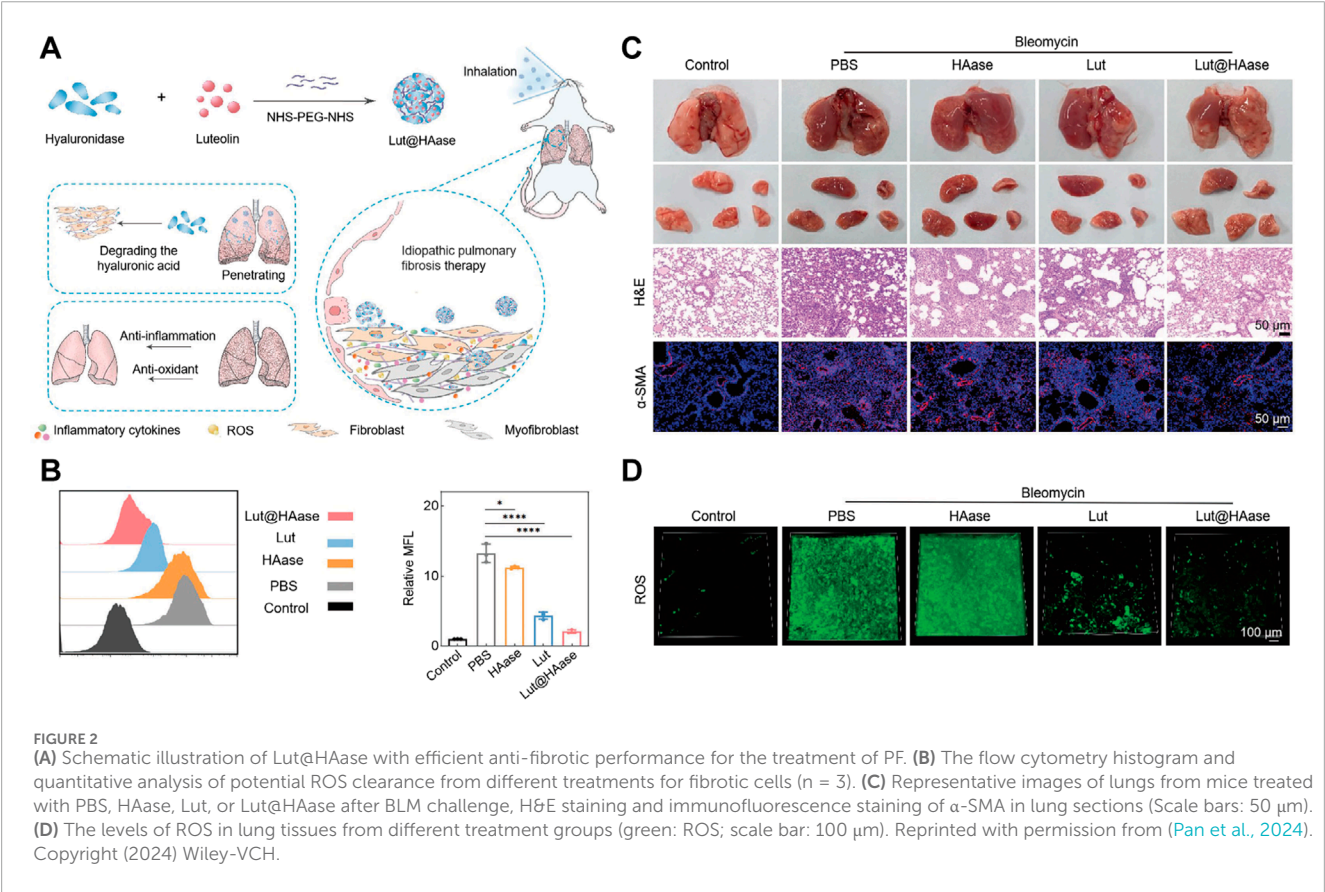 A
Hyaluronidase
+
Luteolin
NHS-PEG-NHS
Lut@HAase
Inhalation
Degrading the
hyaluronic acid
Penetrating
Anti-inflammation
Anti-oxidant
Idiopathic pulmonary
fibrosis therapy
Inflammatory cytokines
ROS
Fibroblast
Myofibroblast
B
Lut@HAase
Lut
HAase
PBS
Control
Relative MFL
20
10
0
*
****
****
Control
PBS
HAase
Lut
Lut@HAase
C
Bleomycin
Control
PBS
HAase
Lut
Lut@HAase
H&E
50 µm
α-SMA
50 µm
D
Bleomycin
Control
PBS
HAase
Lut
Lut@HAase
ROS
100 µm
FIGURE 2
(A) Schematic illustration of Lut@HAase with efficient anti-fibrotic performance for the treatment of PF. (B) The flow cytometry histogram and
quantitative analysis of potential ROS clearance from different treatments for fibrotic cells (n = 3). (C) Representative images of lungs from mice treated
with PBS, HAase, Lut, or Lut@HAase after BLM challenge, H&E staining and immunofluorescence staining of α-SMA in lung sections (Scale bars: 50 μm).
(D) The levels of ROS in lung tissues from different treatment groups (green: ROS; scale bar: 100 μm). Reprinted with permission from (Pan et al., 2024).
Copyright (2024) Wiley-VCH.